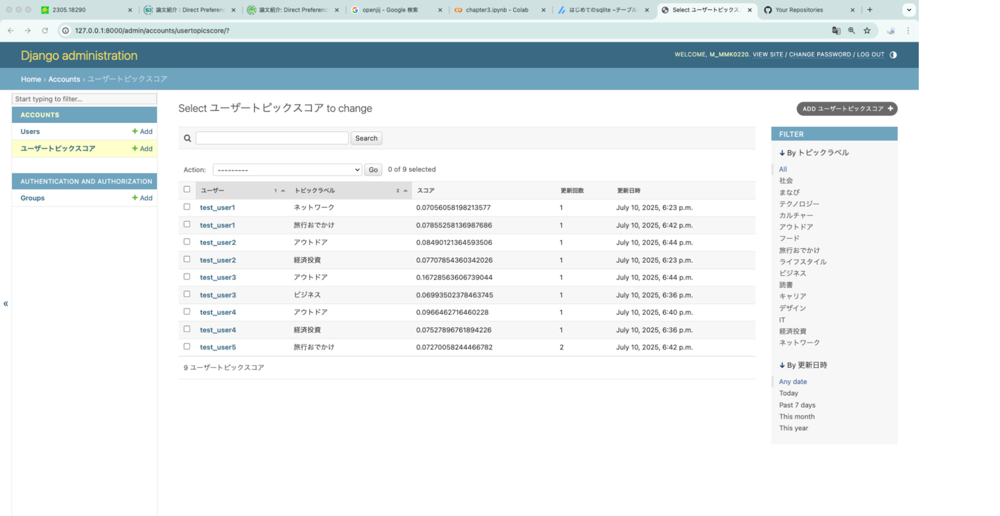 2305.18290
論文紹介：Direct Preferenc
論文紹介: Direct Preferenc
openjij - Google 検索
chapter3.ipynb - Colab
はじめてのsqlite ~テーブル
Select ユーザートピックス
Your Repositories
127.0.0.1:8000/admin/accounts/usertopicscore/?
Django administration
WELCOME, M_MMK0220. VIEW SITE / CHANGE PASSWORD / LOG OUT
Home › Accounts › ユーザートピックスコア
Start typing to filter...
ACCOUNTS
Users + Add
ユーザートピックスコア + Add
AUTHENTICATION AND AUTHORIZATION
Groups + Add
«
Select ユーザートピックスコア to change
ADD ユーザートピックスコア +
Search
Action: --------- Go 0 of 9 selected
ユーザー 1 トピックラベル 2 スコア 更新回数 更新日時
test_user1 ネットワーク 0.07056058198213577 1 July 10, 2025, 6:23 p.m.
test_user1 旅行おでかけ 0.07855258136987686 1 July 10, 2025, 6:42 p.m.
test_user2 アウトドア 0.08490121364593506 1 July 10, 2025, 6:44 p.m.
test_user2 経済投資 0.07707854360342026 1 July 10, 2025, 6:23 p.m.
test_user3 アウトドア 0.16728563606739044 1 July 10, 2025, 6:44 p.m.
test_user3 ビジネス 0.06993502378463745 1 July 10, 2025, 6:36 p.m.
test_user4 アウトドア 0.0966462716460228 1 July 10, 2025, 6:40 p.m.
test_user4 経済投資 0.07527896761894226 1 July 10, 2025, 6:36 p.m.
test_user5 旅行おでかけ 0.07270058244466782 2 July 10, 2025, 6:42 p.m.
9 ユーザートピックスコア
FILTER
↓ By トピックラベル
All
社会
まなび
テクノロジー
カルチャー
アウトドア
フード
旅行おでかけ
ライフスタイル
ビジネス
読書
キャリア
デザイン
IT
経済投資
ネットワーク
↓ By 更新日時
Any date
Today
Past 7 days
This month
This year